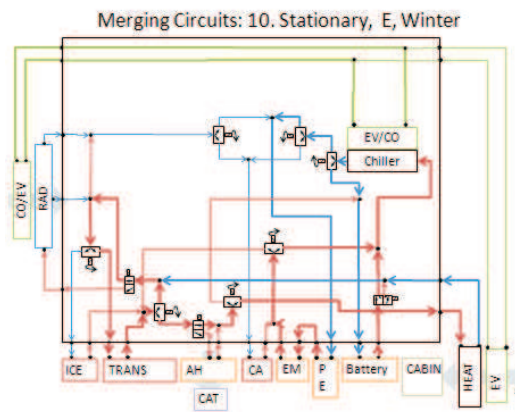 Merging Circuits: 10. Stationary, E, Winter
EV/CO
Chiller
CO/EV
RAD
ICE
TRANS
AH
CA
EM
P E
Battery
CABIN
HEAT
EV
CAT